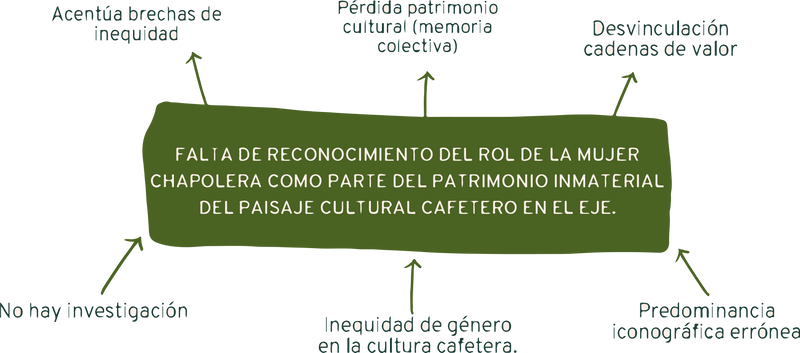 Acentúa brechas de
inequidad
Pérdida patrimonio
cultural (memoria
colectiva)
Desvinculación
cadenas de valor
FALTA DE RECONOCIMIENTO DEL ROL DE LA MUJER
CHAPOLERA COMO PARTE DEL PATRIMONIO INMATERIAL
DEL PAISAJE CULTURAL CAFETERO EN EL EJE.
No hay investigación
Inequidad de género
en la cultura cafetera.
Predominancia
iconográfica errónea